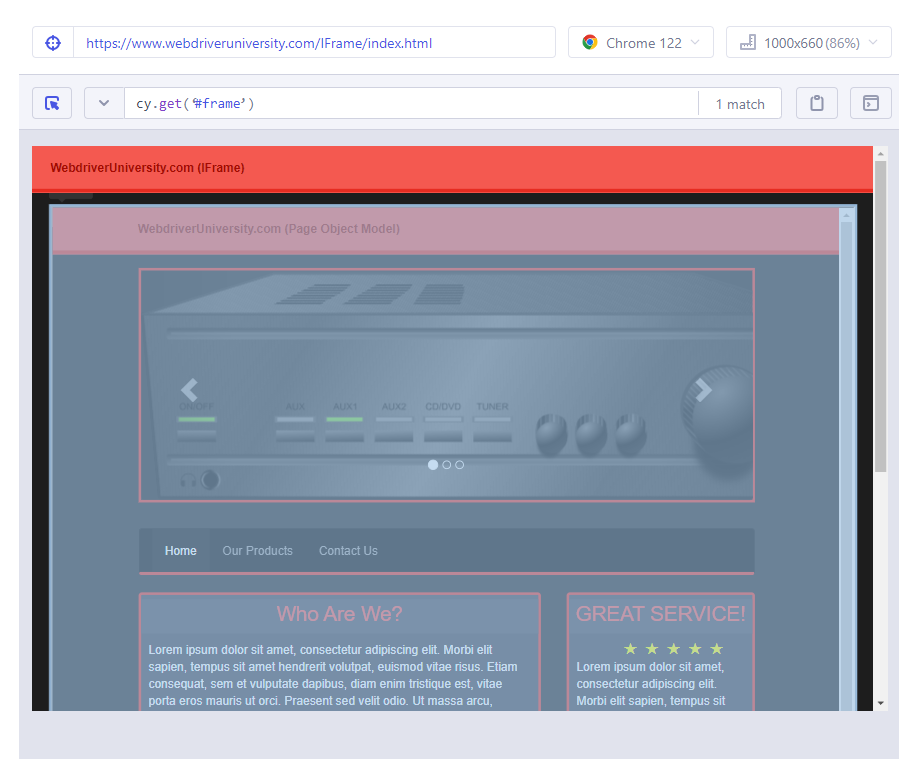 https://www.webdriveruniversity.com/IFrame/index.html
Chrome 122
1000x660 (86%)
cy.get('#frame')
1 match
WebdriverUniversity.com (IFrame)
WebdriverUniversity.com (Page Object Model)
ON/OFF AUX AUX1 AUX2 CD/DVD TUNER
Home Our Products Contact Us
Who Are We?
Lorem ipsum dolor sit amet, consectetur adipiscing elit. Morbi elit
sapien, tempus sit amet hendrerit volutpat, euismod vitae risus. Etiam
consequat, sem et vulputate dapibus, diam enim tristique est, vitae
porta eros mauris ut orci. Praesent sed velit odio. Ut massa arcu,
GREAT SERVICE!
Lorem ipsum dolor sit amet,
consectetur adipiscing elit.
Morbi elit sapien, tempus sit